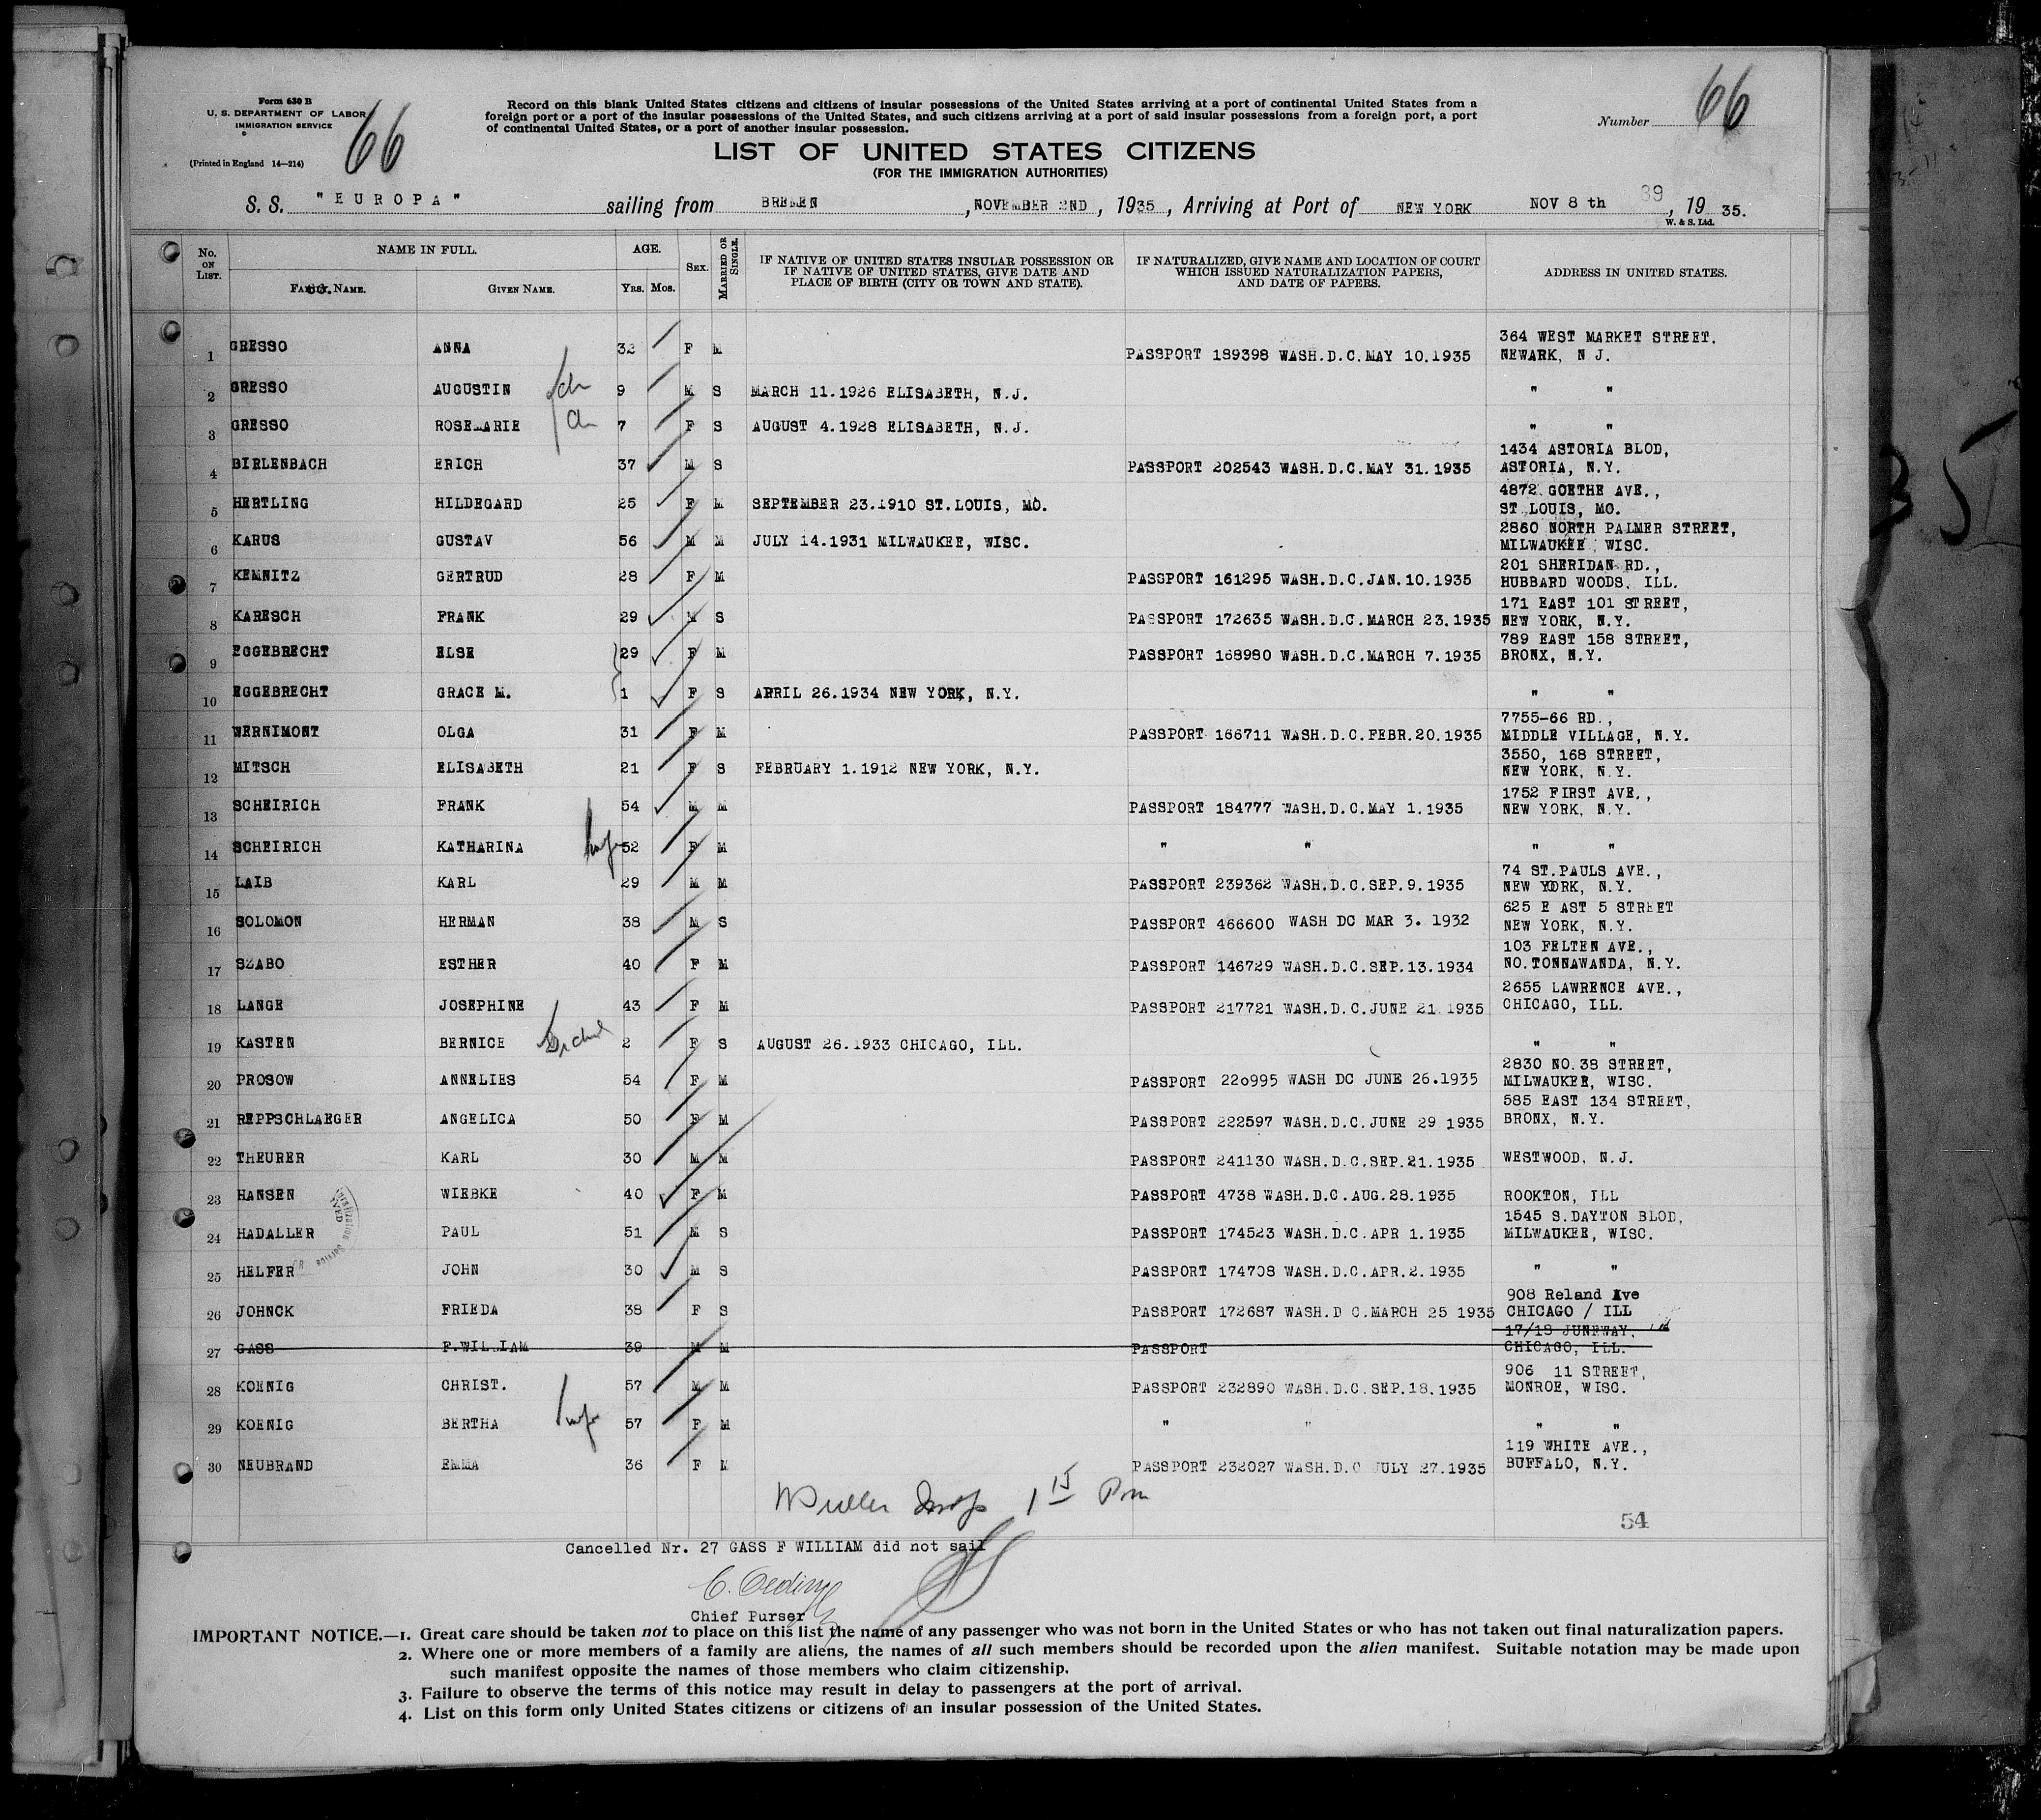 Form 630 B
U. S. DEPARTMENT OF LABOR
IMMIGRATION SERVICE
(Printed in England 14—214)
66
Record on this blank United States citizens and citizens of insular possessions of the United States arriving at a port of continental United States from a
foreign port or a port of the insular possessions of the United States, and such citizens arriving at a port of said insular possessions from a foreign port, a port
of continental United States, or a port of another insular possession.
Number 66
LIST OF UNITED STATES CITIZENS
(FOR THE IMMIGRATION AUTHORITIES)
S. S. "EUROPA" sailing from BREMEN, NOVEMBER 2ND, 1935, Arriving at Port of NEW YORK NOV 8 th 39, 19 35.
W. & S. Ltd.
No. ON LIST. NAME IN FULL. AGE. SEX. MARRIED OR SINGLE. IF NATIVE OF UNITED STATES INSULAR POSSESSION OR IF NATIVE OF UNITED STATES, GIVE DATE AND PLACE OF BIRTH (CITY OR TOWN AND STATE). IF NATURALIZED, GIVE NAME AND LOCATION OF COURT WHICH ISSUED NATURALIZATION PAPERS, AND DATE OF PAPERS. ADDRESS IN UNITED STATES.
FAMILY NAME. GIVEN NAME. YRS. MOS.
1 GRESSO ANNA 32 F M PASSPORT 189398 WASH.D.C.MAY 10.1935 364 WEST MARKET STREET. NEWARK, N J.
2 GRESSO AUGUSTIN ch 9 M S MARCH 11.1926 ELISABETH, N.J. " "
3 GRESSO ROSEMARIE ch 7 F S AUGUST 4.1928 ELISABETH, N.J. " "
4 BIRLENBACH ERICH 37 M S PASSPORT 202543 WASH.D.C.MAY 31.1935 1434 ASTORIA BLOD, ASTORIA, N.Y.
5 HERTLING HILDEGARD 25 F M SEPTEMBER 23.1910 ST.LOUIS, MO. 4872 GOETHE AVE., ST LOUIS, MO.
6 KARUS GUSTAV 56 M M JULY 14.1931 MILWAUKEE, WISC. 2860 NORTH PALMER STREET, MILWAUKEE, WISC.
7 KEMNITZ GERTRUD 28 F M PASSPORT 161295 WASH.D.C.JAN.10.1935 201 SHERIDAN RD., HUBBARD WOODS, ILL.
8 KARESCH FRANK 29 M S PASSPORT 172635 WASH.D.C.MARCH 23.1935 171 EAST 101 STREET, NEW YORK, N.Y.
9 EGGEBRECHT ELSE 29 F M PASSPORT 168980 WASH.D.C.MARCH 7.1935 789 EAST 158 STREET, BRONX, N.Y.
10 EGGEBRECHT GRACE M. 1 F S APRIL 26.1934 NEW YORK, N.Y. " "
11 WERNIMONT OLGA 31 F M PASSPORT 166711 WASH.D.C.FEBR.20.1935 7755-66 RD., MIDDLE VILLAGE, N.Y.
12 MITSCH ELISABETH 21 F S FEBRUARY 1.1912 NEW YORK, N.Y. 3550, 168 STREET, NEW YORK, N.Y.
13 SCHEIRICH FRANK 54 M M PASSPORT 184777 WASH.D.C.MAY 1.1935 1752 FIRST AVE., NEW YORK, N.Y.
14 SCHEIRICH KATHARINA wife 52 F M " " " "
15 LAIB KARL 29 M M PASSPORT 239362 WASH.D.C.SEP.9.1935 74 ST.PAULS AVE., NEW YORK, N.Y.
16 SOLOMON HERMAN 38 M S PASSPORT 466600 WASH DC MAR 3. 1932 625 E AST 5 STREET NEW YORK, N.Y.
17 SZABO ESTHER 40 F M PASSPORT 146729 WASH.D.C.SEP.13.1934 103 FELTEN AVE., NO.TONNAWANDA, N.Y.
18 LANGE JOSEPHINE 43 F M PASSPORT 217721 WASH.D.C.JUNE 21.1935 2655 LAWRENCE AVE., CHICAGO, ILL.
19 KASTEN BERNICE 2 F S AUGUST 26.1933 CHICAGO, ILL. " "
20 PROSOW ANNELIES 54 F M PASSPORT 220995 WASH DC JUNE 26.1935 2830 NO.38 STREET, MILWAUKEE, WISC.
21 REPPSCHLAEGER ANGELICA 50 F M PASSPORT 222597 WASH.D.C.JUNE 29 1935 585 EAST 134 STREET, BRONX, N.Y.
22 THEURER KARL 30 M M PASSPORT 241130 WASH.D.C.SEP.21.1935 WESTWOOD, N.J.
23 HANSEN WIEBKE 40 F M PASSPORT 4738 WASH.D.C.AUG.28.1935 ROOKTON, ILL
24 HADALLER PAUL 51 M S PASSPORT 174523 WASH.D.C.APR 1.1935 1545 S.DAYTON BLOD, MILWAUKEE, WISC.
25 HELFER JOHN 30 M S PASSPORT 174708 WASH.D.C.APR.2.1935 " "
26 JOHNCK FRIEDA 38 F S PASSPORT 172687 WASH.D C.MARCH 25 1935 908 Reland Ave CHICAGO / ILL
27 GASS F.WILLIAM 39 M M PASSPORT 17/18 JUNEWAY, CHICAGO, ILL.
28 KOENIG CHRIST. 57 M M PASSPORT 232890 WASH.D.C.SEP.18.1935 906 11 STREET, MONROE, WISC.
29 KOENIG BERTHA wife 57 F M " " " "
30 NEUBRAND EMMA 36 F M PASSPORT 232027 WASH.D.C JULY 27.1935 119 WHITE AVE., BUFFALO, N.Y.
1 15 Pm
54
Cancelled Nr. 27 GASS F WILLIAM did not sail
Chief Purser
IMPORTANT NOTICE.—1. Great care should be taken not to place on this list the name of any passenger who was not born in the United States or who has not taken out final naturalization papers.
2. Where one or more members of a family are aliens, the names of all such members should be recorded upon the alien manifest. Suitable notation may be made upon
such manifest opposite the names of those members who claim citizenship.
3. Failure to observe the terms of this notice may result in delay to passengers at the port of arrival.
4. List on this form only United States citizens or citizens of an insular possession of the United States.